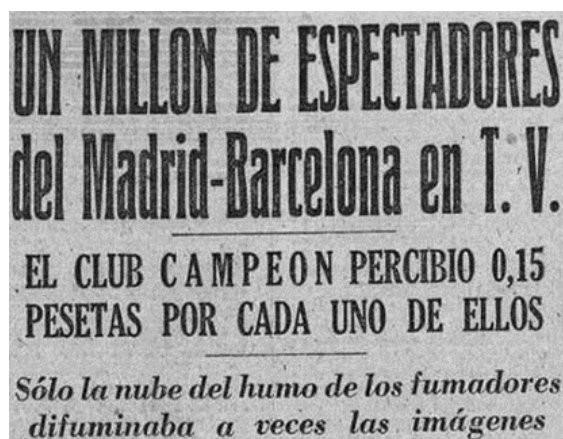 UN MILLON DE ESPECTADORES
del Madrid-Barcelona en T. V.
EL CLUB CAMPEON PERCIBIO 0,15
PESETAS POR CADA UNO DE ELLOS
Sólo la nube del humo de los fumadores
difuminaba a veces las imágenes